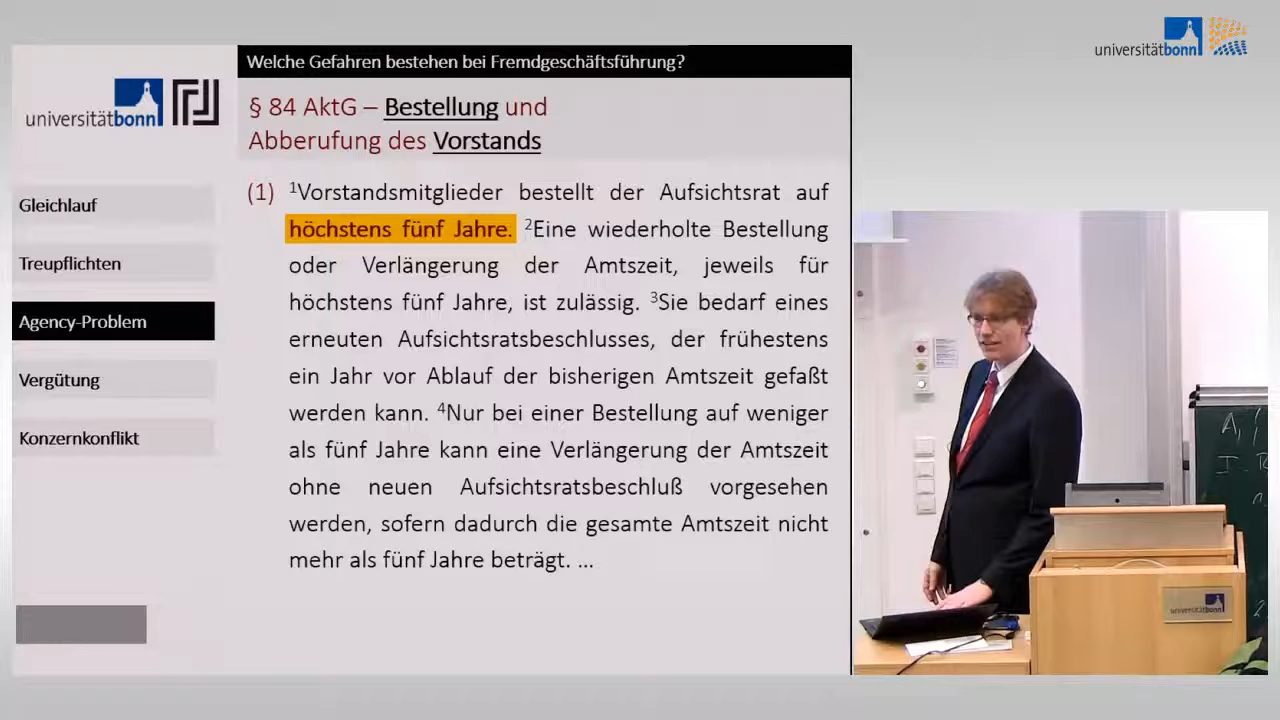 universitätbonn
Welche Gefahren bestehen bei Fremdgeschäftsführung?
universitätbonn
§ 84 AktG – Bestellung und
Abberufung des Vorstands
Gleichlauf
Treupflichten
Agency-Problem
Vergütung
Konzernkonflikt
(1) ¹Vorstandsmitglieder bestellt der Aufsichtsrat auf
höchstens fünf Jahre. ²Eine wiederholte Bestellung
oder Verlängerung der Amtszeit, jeweils für
höchstens fünf Jahre, ist zulässig. ³Sie bedarf eines
erneuten Aufsichtsratsbeschlusses, der frühestens
ein Jahr vor Ablauf der bisherigen Amtszeit gefaßt
werden kann. ⁴Nur bei einer Bestellung auf weniger
als fünf Jahre kann eine Verlängerung der Amtszeit
ohne neuen Aufsichtsratsbeschluß vorgesehen
werden, sofern dadurch die gesamte Amtszeit nicht
mehr als fünf Jahre beträgt. ...
universitätbonn